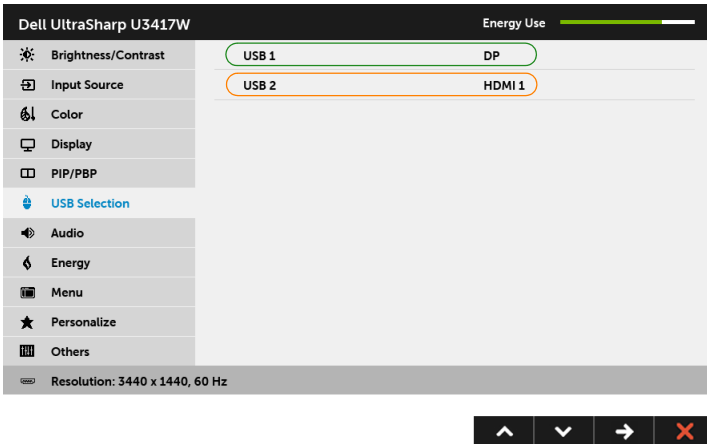 Dell UltraSharp U3417W
Energy Use
Brightness/Contrast
USB 1 DP
Input Source
USB 2 HDMI 1
Color
Display
PIP/PBP
USB Selection
Audio
Energy
Menu
Personalize
Others
Resolution: 3440 x 1440, 60 Hz